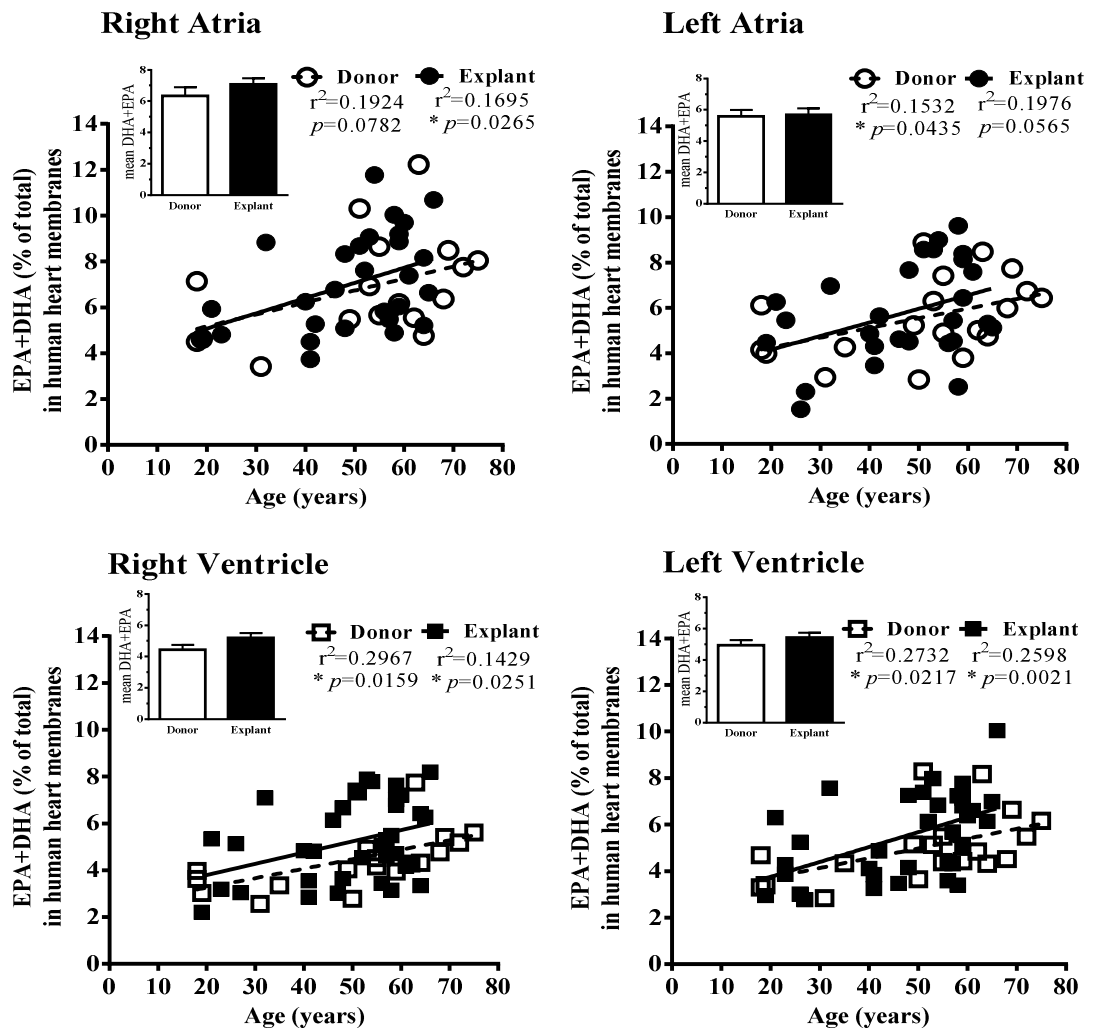 Right Atria
Donor Explant
r²=0.1924 r²=0.1695
p=0.0782 * p=0.0265
mean DHA+EPA
8
6
4
2
0
Donor Explant
EPA+DHA (% of total)
in human heart membranes
14
12
10
8
6
4
2
0
0 10 20 30 40 50 60 70 80
Age (years)
Left Atria
Donor Explant
r²=0.1532 r²=0.1976
* p=0.0435 p=0.0565
mean DHA+EPA
8
6
4
2
0
Donor Explant
EPA+DHA (% of total)
in human heart membranes
14
12
10
8
6
4
2
0
0 10 20 30 40 50 60 70 80
Age (years)
Right Ventricle
Donor Explant
r²=0.2967 r²=0.1429
* p=0.0159 * p=0.0251
mean DHA+EPA
8
6
4
2
0
Donor Explant
EPA+DHA (% of total)
in human heart membranes
14
12
10
8
6
4
2
0
0 10 20 30 40 50 60 70 80
Age (years)
Left Ventricle
Donor Explant
r²=0.2732 r²=0.2598
* p=0.0217 * p=0.0021
mean DHA+EPA
8
6
4
2
0
Donor Explant
EPA+DHA (% of total)
in human heart membranes
14
12
10
8
6
4
2
0
0 10 20 30 40 50 60 70 80
Age (years)